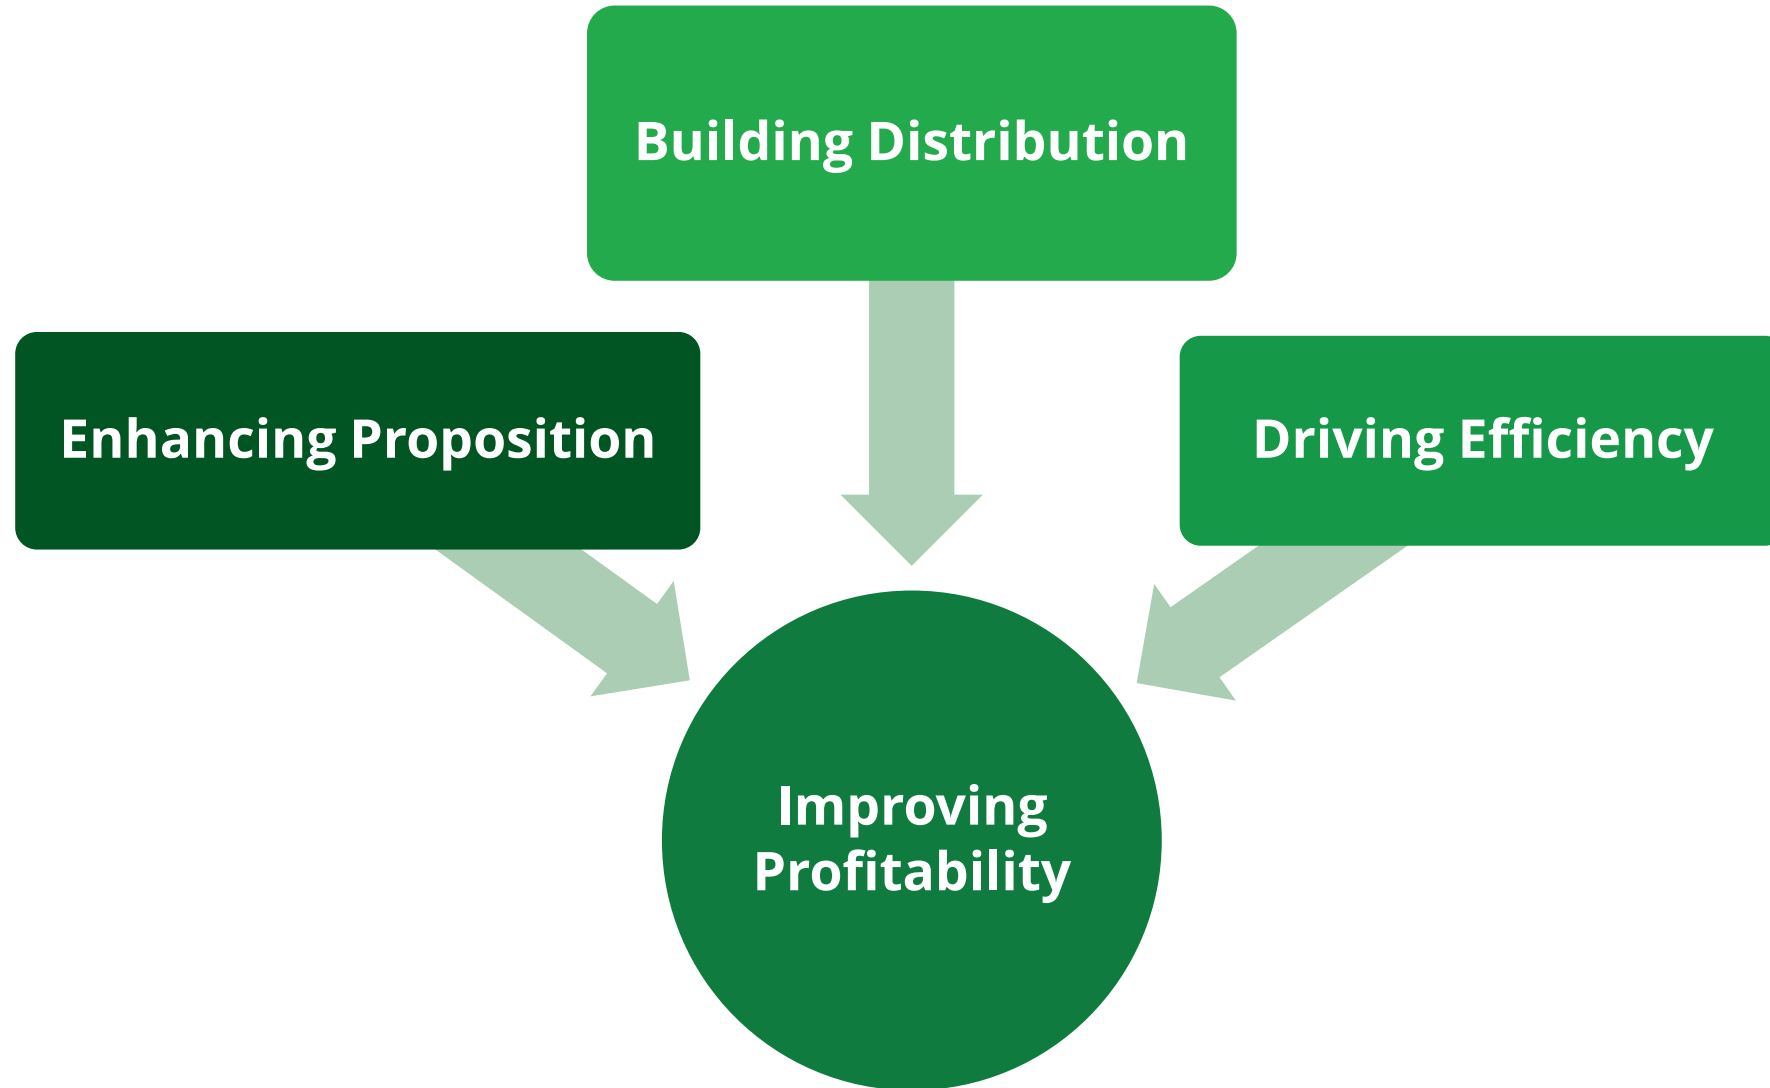 Building Distribution
Enhancing Proposition
Driving Efficiency
Improving
Profitability